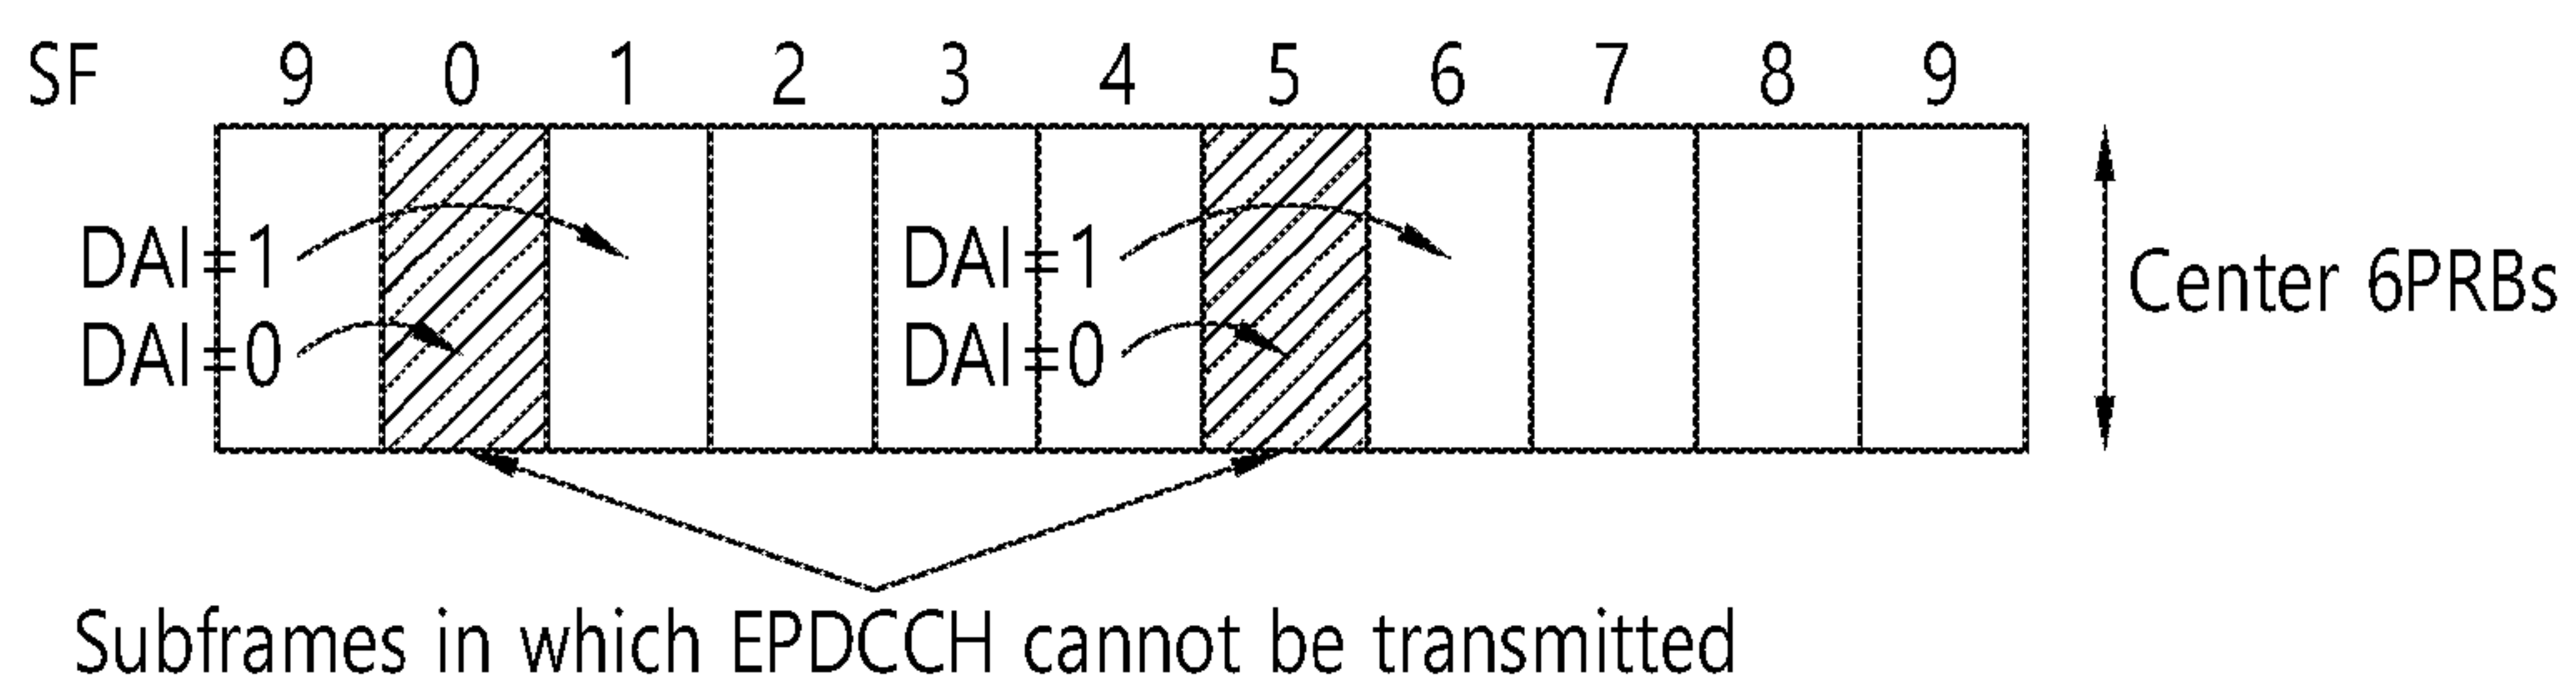 SF 9 0 1 2 3 4 5 6 7 8 9
DAI=1 DAI=1
DAI=0 DAI=0
Center 6PRBs
Subframes in which EPDCCH cannot be transmitted